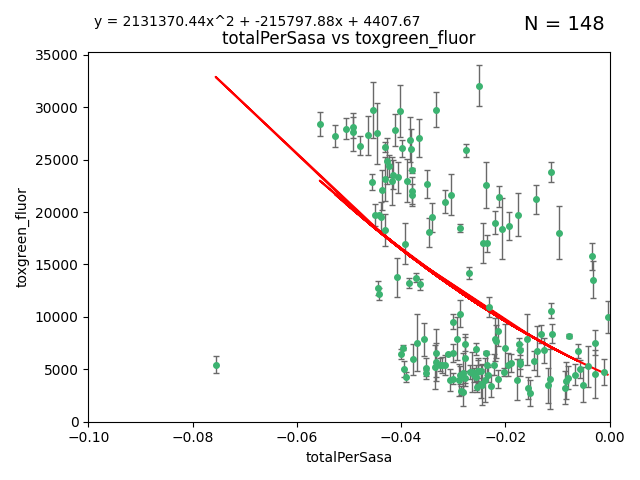 y = 2131370.44x^2 + -215797.88x + 4407.67
N = 148
totalPerSasa vs toxgreen_fluor
35000
30000
25000
20000
15000
10000
5000
0
toxgreen_fluor
−0.10
−0.08
−0.06
−0.04
−0.02
0.00
totalPerSasa